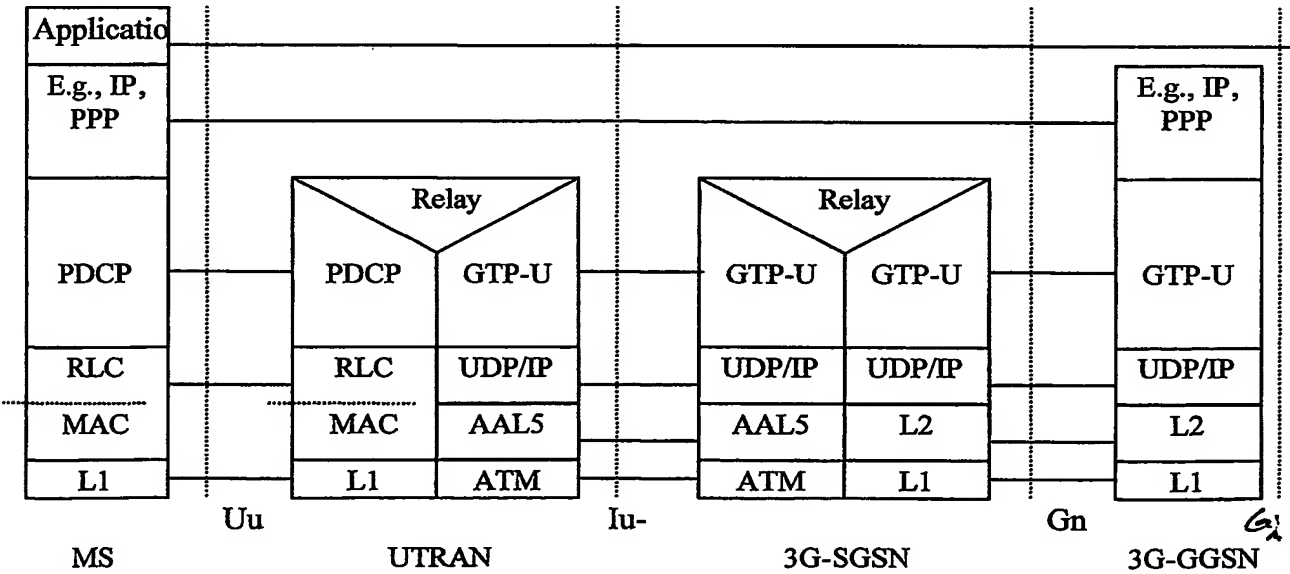 Applicatio
E.g., IP,
PPP
E.g., IP,
PPP
Relay
Relay
PDCP
PDCP
GTP-U
GTP-U
GTP-U
GTP-U
RLC
RLC
UDP/IP
UDP/IP
UDP/IP
UDP/IP
MAC
MAC
AAL5
AAL5
L2
L2
L1
L1
ATM
ATM
L1
L1
Uu
Iu-
Gn
Gi
MS
UTRAN
3G-SGSN
3G-GGSN